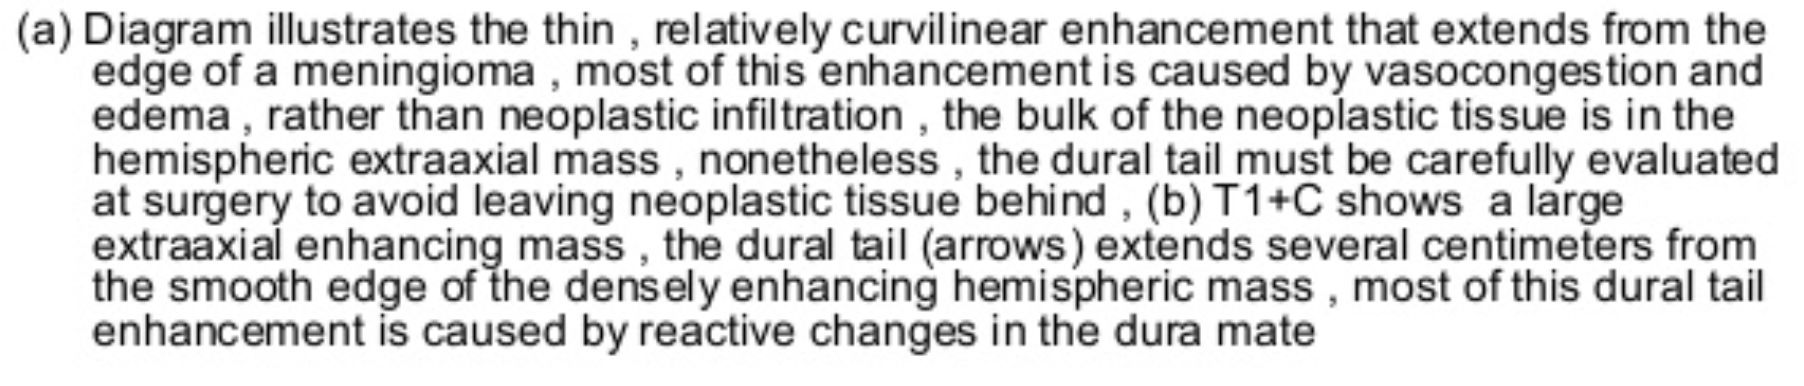 (a) Diagram illustrates the thin , relatively curvilinear enhancement that extends from the
edge of a meningioma , most of this enhancement is caused by vasocongestion and
edema , rather than neoplastic infiltration , the bulk of the neoplastic tissue is in the
hemispheric extraaxial mass , nonetheless , the dural tail must be carefully evaluated
at surgery to avoid leaving neoplastic tissue behind , (b) T1+C shows a large
extraaxial enhancing mass , the dural tail (arrows) extends several centimeters from
the smooth edge of the densely enhancing hemispheric mass , most of this dural tail
enhancement is caused by reactive changes in the dura mate